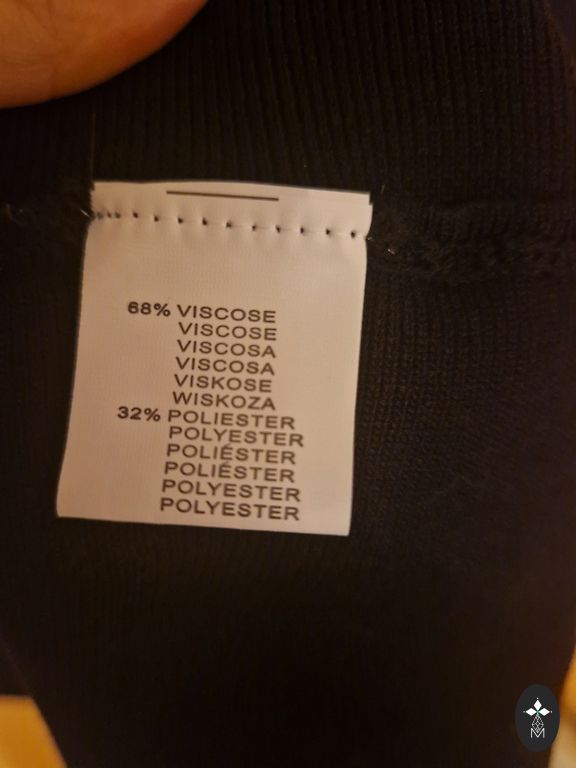 68% VISCOSE
VISCOSE
VISCOSA
VISCOSA
VISKOSE
WISKOZA
32% POLIESTER
POLYESTER
POLIÉSTER
POLIÉSTER
POLYESTER
POLYESTER
M